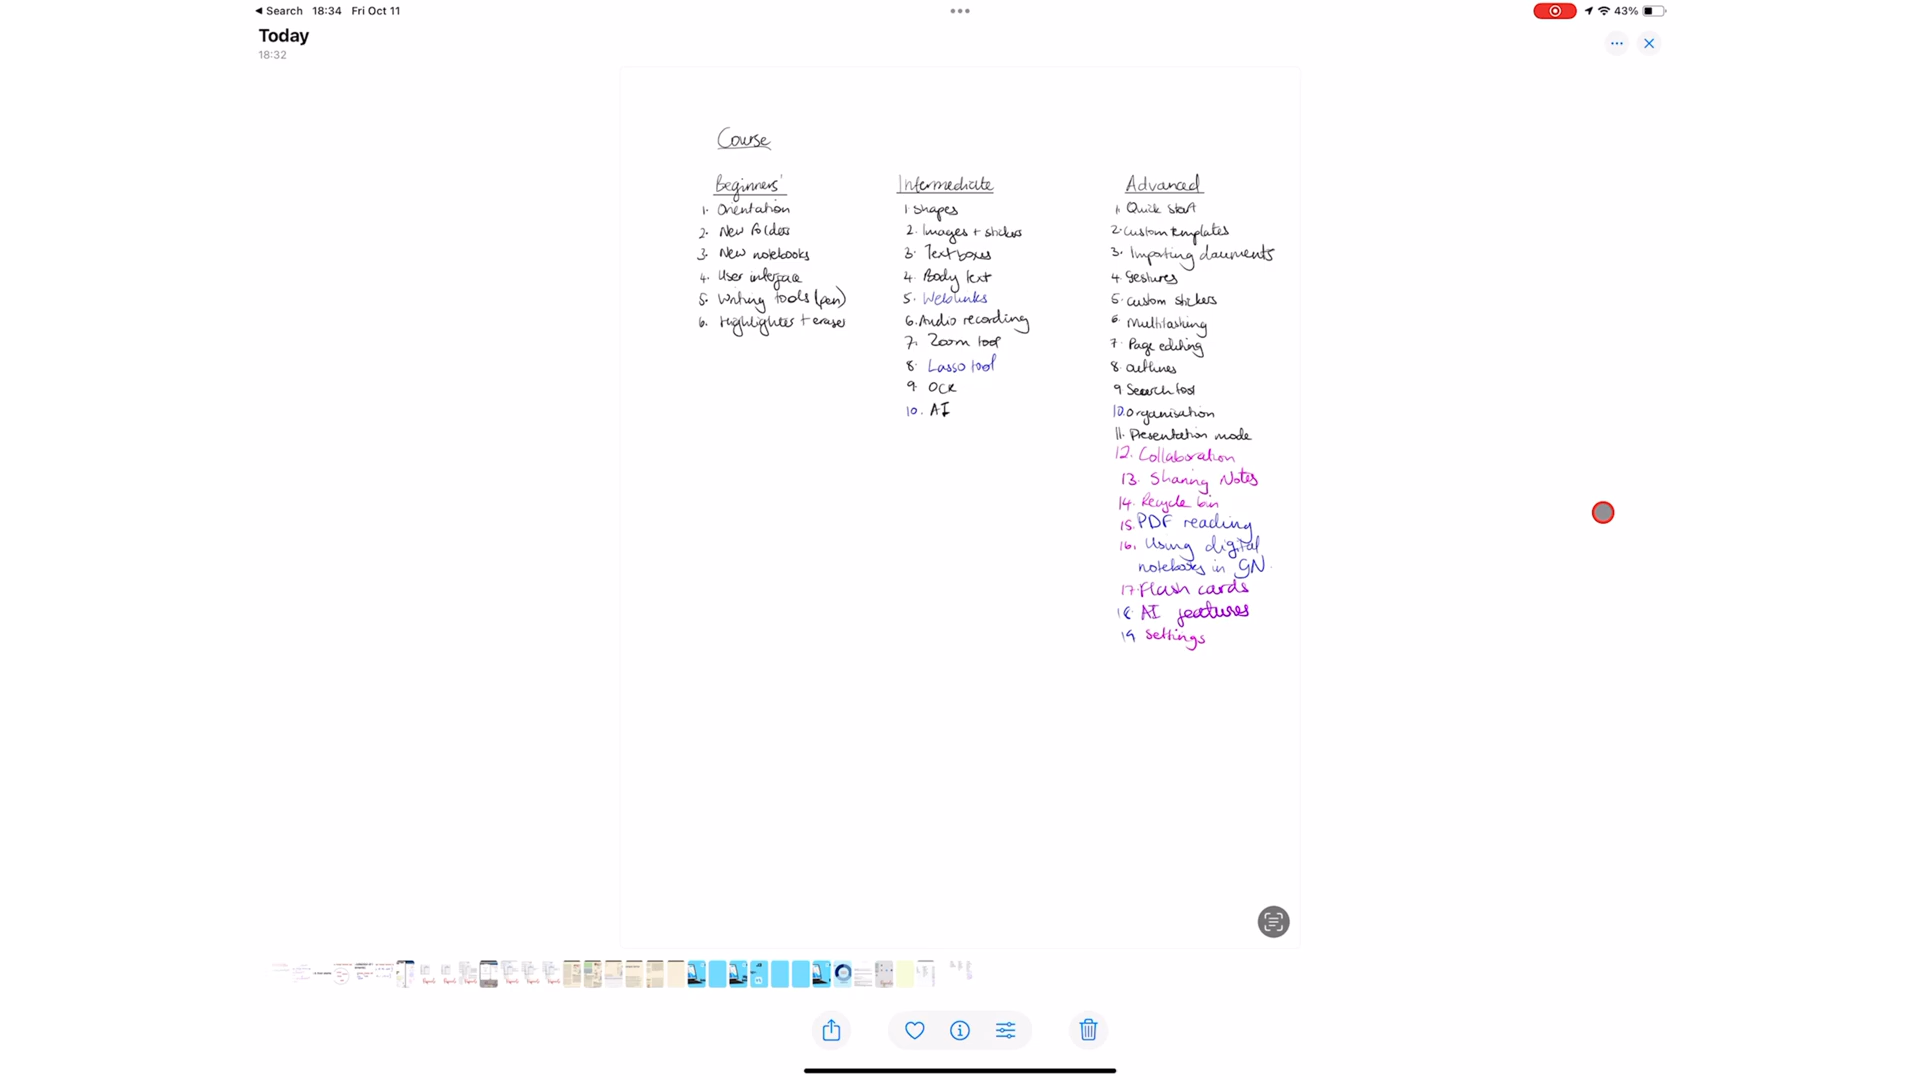 Search 18:34 Fri Oct 11
43%
Today
18:32
Course
Beginners'
1. Orientation
2. New folders
3. New notebooks
4. User interface
5. Writing tools (pen)
6. Highlighter + eraser
Intermediate
1 Shapes
2. Images + stickers
3. Text boxes
4. Body text
5. Weblinks
6. Audio recording
7. Zoom tool
8. Lasso tool
9. OCR
10. AI
Advanced
1. Quick start
2. Custom templates
3. Importing documents
4. Gestures
5. Custom stickers
6. Multitasking
7. Page editing
8. Outlines
9 Search tool
10. Organisation
11. Presentation mode
12. Collaboration
13. Sharing Notes
14. Recycle bin
15. PDF reading
16. Using digital
notebooks in GN.
17. Flash cards
18. AI features
19 Settings